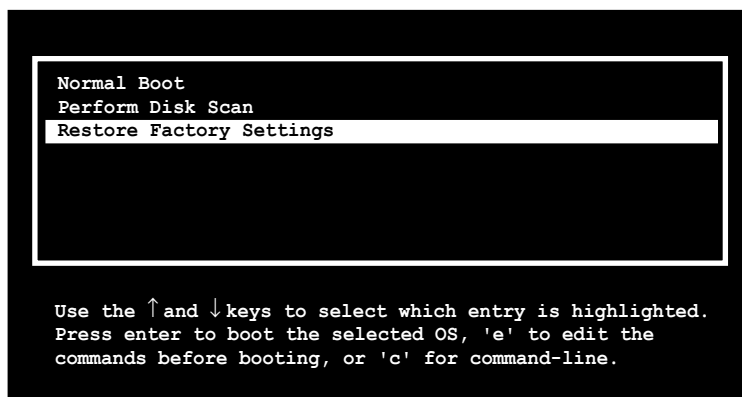 Normal Boot
Perform Disk Scan
Restore Factory Settings
Use the ↑ and ↓ keys to select which entry is highlighted.
Press enter to boot the selected OS, 'e' to edit the
commands before booting, or 'c' for command-line.